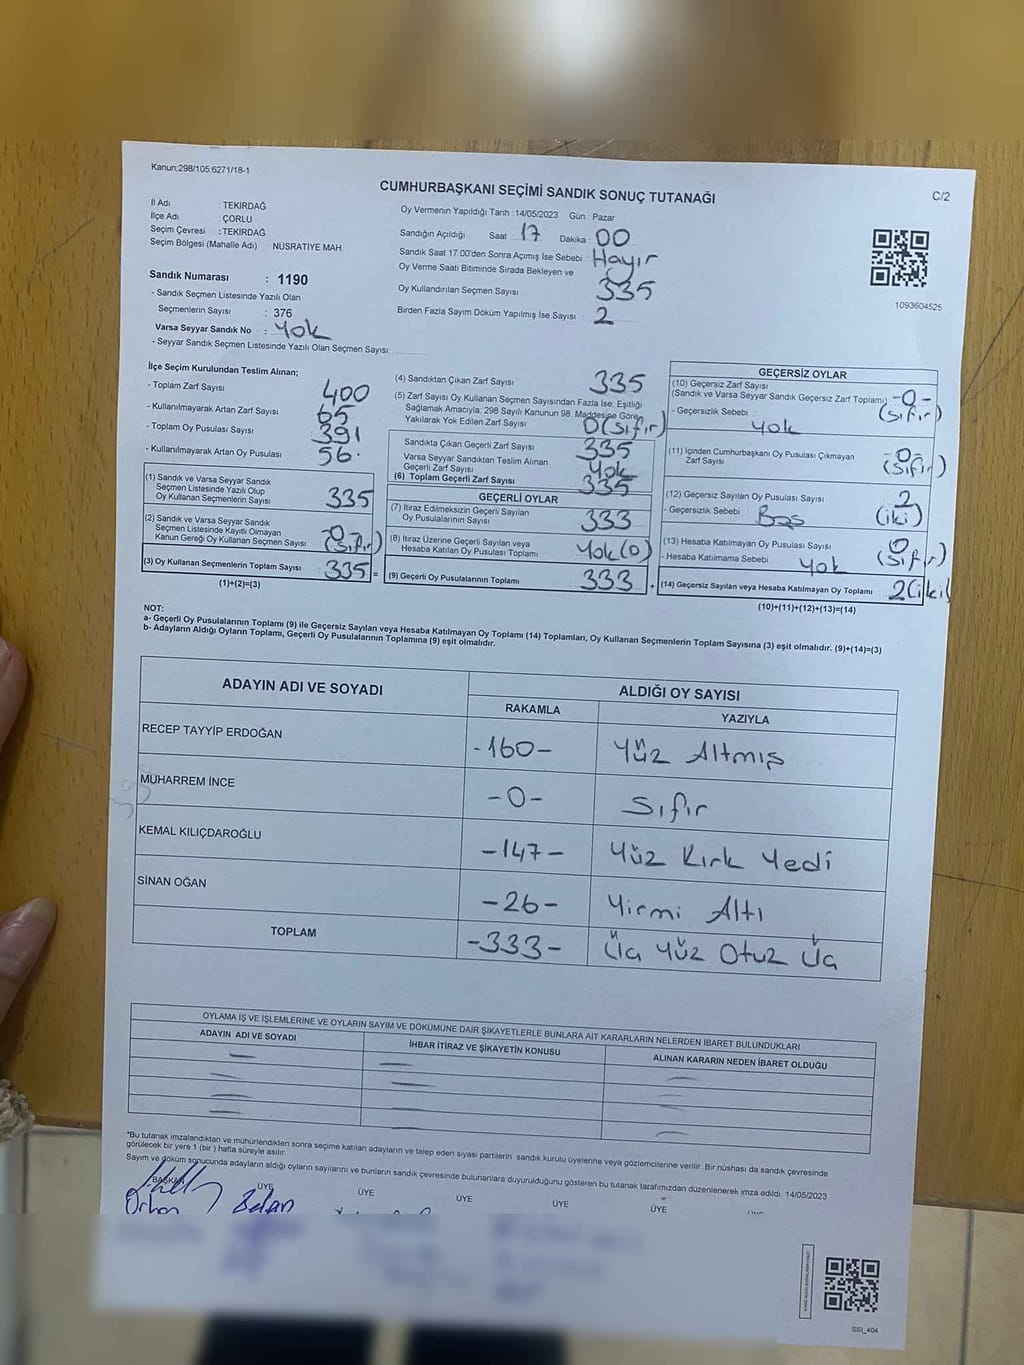 Kanun:298/105;6271/18-1
CUMHURBAŞKANI SEÇİMİ SANDIK SONUÇ TUTANAĞI
C/2
İl Adı : TEKİRDAĞ
İlçe Adı : ÇORLU
Seçim Çevresi : TEKİRDAĞ
Seçim Bölgesi (Mahalle Adı) : NUSRATİYE MAH.
Sandık Numarası : 1190
- Sandık Seçmen Listesinde Yazılı Olan
Seçmenlerin Sayısı : 376
Varsa Seyyar Sandık No : Yok
- Seyyar Sandık Seçmen Listesinde Yazılı Olan Seçmen Sayısı:
Oy Vermenin Yapıldığı Tarih : 14/05/2023 Gün : Pazar
Sandığın Açıldığı Saat : 17 Dakika : 00
Sandık Saat 17:00'den Sonra Açımış İse Sebebi : Hayır
Oy Verme Saati Bitiminde Sırada Bekleyen ve
Oy Kullandırılan Seçmen Sayısı 335
Birden Fazla Sayım Döküm Yapılmış İse Sayısı : 2
1093604525
İlçe Seçim Kurulundan Teslim Alınan;
- Toplam Zarf Sayısı 400
- Kullanılmayarak Artan Zarf Sayısı 65
- Toplam Oy Pusulası Sayısı 391
- Kullanılmayarak Artan Oy Pusulası 56
(1) Sandık ve Varsa Seyyar Sandık
Seçmen Listesinde Yazılı Olup
Oy Kullanan Seçmenlerin Sayısı 335
(2) Sandık ve Varsa Seyyar Sandık
Seçmen Listesinde Kayıtlı Olmayan
Kanun Gereği Oy Kullanan Seçmen Sayısı -0- (Sıfır)
(3) Oy Kullanan Seçmenlerin Toplam Sayısı 335 =
(1)+(2)=(3)
(4) Sandıktan Çıkan Zarf Sayısı 335
(5) Zarf Sayısı Oy Kullanan Seçmen Sayısından Fazla İse, Eşitliği
Sağlamak Amacıyla; 298 Sayılı Kanunun 98. Maddesine Göre
Yakılarak Yok Edilen Zarf Sayısı 0 (Sıfır)
Sandıkta Çıkan Geçerli Zarf Sayısı 335
Varsa Seyyar Sandıktan Teslim Alınan
Geçerli Zarf Sayısı Yok
(6) Toplam Geçerli Zarf Sayısı 335
GEÇERLİ OYLAR
(7) İtiraz Edilmeksizin Geçerli Sayılan
Oy Pusulalarının Sayısı 333
(8) İtiraz Üzerine Geçerli Sayılan veya
Hesaba Katılan Oy Pusulası Toplamı Yok (0)
(9) Geçerli Oy Pusulalarının Toplamı 333 +
GEÇERSİZ OYLAR
(10) Geçersiz Zarf Sayısı
(Sandık ve Varsa Seyyar Sandık Geçersiz Zarf Toplamı) -0- (Sıfır)
- Geçersizlik Sebebi : Yok
(11) İçinden Cumhurbaşkanı Oy Pusulası Çıkmayan
Zarf Sayısı 0 (Sıfır)
(12) Geçersiz Sayılan Oy Pusulası Sayısı 2
- Geçersizlik Sebebi : Boş (iki)
(13) Hesaba Katılmayan Oy Pusulası Sayısı 0
- Hesaba Katılmama Sebebi : Yok (Sıfır)
(14) Geçersiz Sayılan veya Hesaba Katılmayan Oy Toplamı : 2 (iki)
(10)+(11)+(12)+(13)=(14)
NOT:
a- Geçerli Oy Pusulalarının Toplamı (9) ile Geçersiz Sayılan veya Hesaba Katılmayan Oy Toplamı (14) Toplamları, Oy Kullanan Seçmenlerin Toplam Sayısına (3) eşit olmalıdır. (9)+(14)=(3)
b- Adayların Aldığı Oyların Toplamı, Geçerli Oy Pusulalarının Toplamına (9) eşit olmalıdır.
ADAYIN ADI VE SOYADI
ALDIĞI OY SAYISI
RAKAMLA YAZIYLA
RECEP TAYYİP ERDOĞAN -160- Yüz Altmış
MUHARREM İNCE -0- Sıfır
KEMAL KILIÇDAROĞLU -147- Yüz Kırk Yedi
SİNAN OĞAN -26- Yirmi Altı
TOPLAM -333- Üç Yüz Otuz Üç
OYLAMA İŞ VE İŞLEMLERİNE VE OYLARIN SAYIM VE DÖKÜMÜNE DAİR ŞİKAYETLERLE BUNLARA AİT KARARLARIN NELERDEN İBARET BULUNDUKLARI
ADAYIN ADI VE SOYADI İHBAR İTİRAZ VE ŞİKAYETİN KONUSU ALINAN KARARIN NEDEN İBARET OLDUĞU
*Bu tutanak imzalandıktan ve mühürlendikten sonra seçime katılan adayların ve talep eden siyasi partilerin sandık kurulu üyelerine veya gözlemcilerine verilir. Bir nüshası da sandık çevresinde
görülecek bir yere 1 (bir) hafta süreyle asılır.
Sayım ve döküm sonucunda adayların aldığı oyların sayılarını ve bunların sandık çevresinde bulunanlara duyurulduğunu gösteren bu tutanak tarafımızdan düzenlenerek imza edildi. 14/05/2023
BAŞKAN ÜYE ÜYE ÜYE ÜYE ÜYE
Orhan
SSI_404